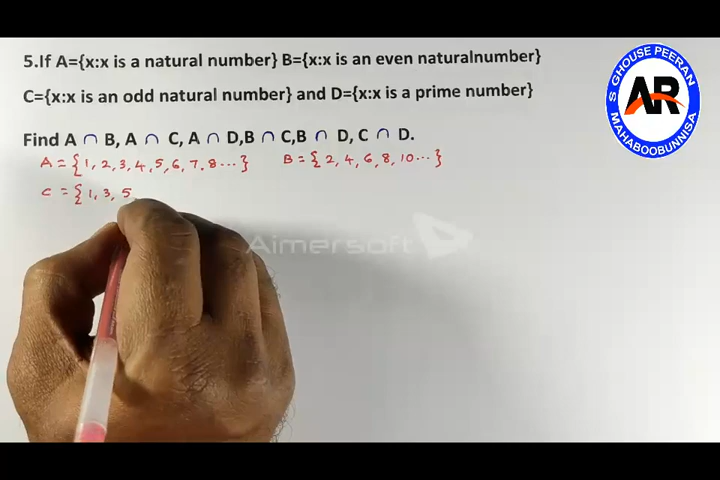 5.If A={x:x is a natural number} B={x:x is an even naturalnumber}
C={x:x is an odd natural number} and D={x:x is a prime number}
Find A ∩ B, A ∩ C, A ∩ D,B ∩ C,B ∩ D, C ∩ D.
A = {1, 2, 3, 4, 5, 6, 7. 8 ... } B = { 2, 4, 6, 8, 10 ... }
C = { 1, 3, 5
Aimersoft
S GHOUSE PEERAN
AR
MAHABOOBUNNISA